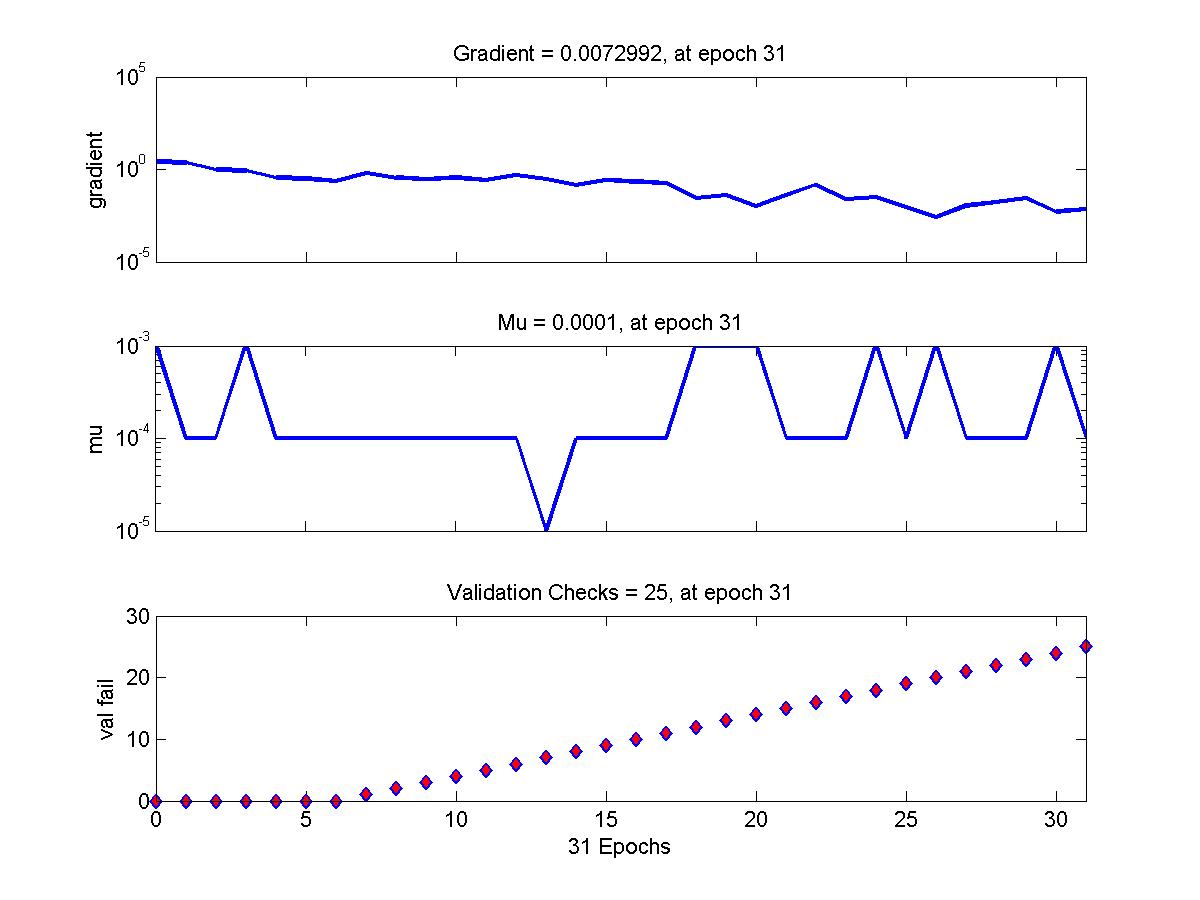 Gradient = 0.0072992, at epoch 31
10^5
10^0
10^-5
gradient
Mu = 0.0001, at epoch 31
10^-3
10^-4
10^-5
mu
Validation Checks = 25, at epoch 31
30
20
10
0
val fail
0 5 10 15 20 25 30
31 Epochs